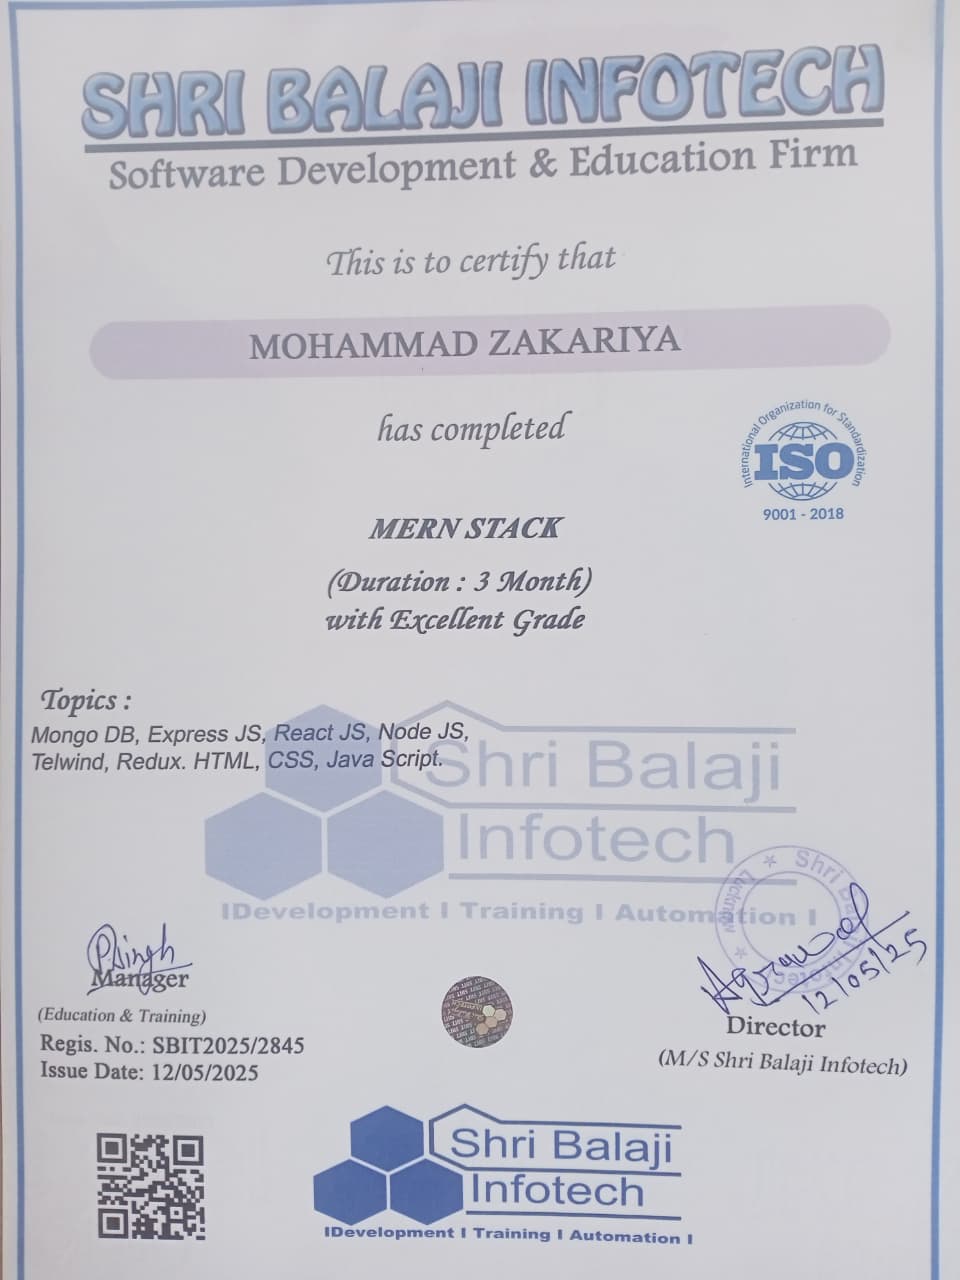 SHRI BALAJI INFOTECH
Software Development & Education Firm
This is to certify that
MOHAMMAD ZAKARIYA
has completed
International Organization for Standardization
ISO
9001 - 2018
MERN STACK
(Duration : 3 Month)
with Excellent Grade
Topics :
Mongo DB, Express JS, React JS, Node JS,
Telwind, Redux. HTML, CSS, Java Script.
Shri Balaji
Infotech
IDevelopment I Training I Automation I
Shri Balaji Infotech
Lucknow
P.Singh
Manager
(Education & Training)
Regis. No.: SBIT2025/2845
Issue Date: 12/05/2025
Agrawal
12/05/25
Director
(M/S Shri Balaji Infotech)
Shri Balaji
Infotech
IDevelopment I Training I Automation I